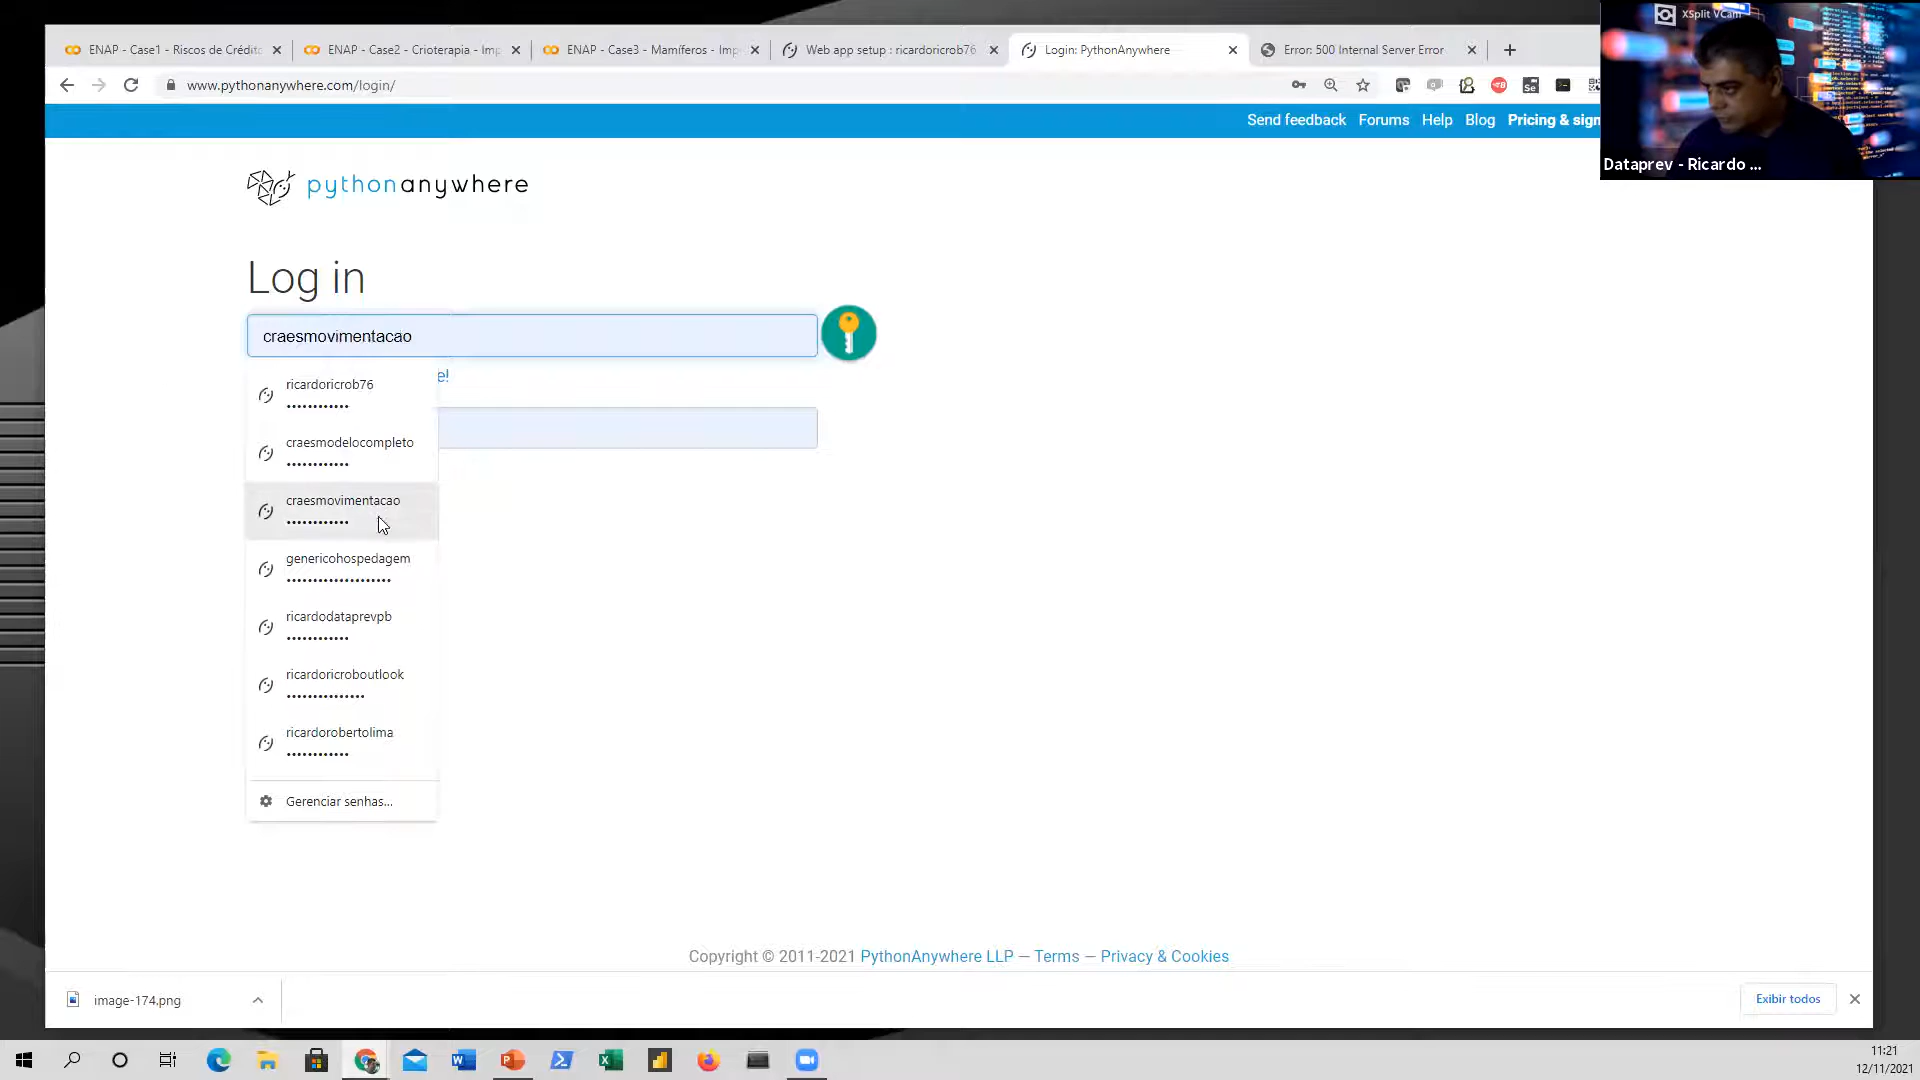 XSplit VCam
ENAP - Case1 - Riscos de Crédito
ENAP - Case2 - Crioterapia - Imp
ENAP - Case3 - Mamíferos - Imp
Web app setup : ricardoricrob76
Login: PythonAnywhere
Error: 500 Internal Server Error
www.pythonanywhere.com/login/
Send feedback Forums Help Blog Pricing & sign
Dataprev - Ricardo ...
pythonanywhere
Log in
craesmovimentacao
e!
ricardoricrob76
craesmodelocompleto
craesmovimentacao
genericohospedagem
ricardodataprevpb
ricardoricroboutlook
ricardorobertolima
Gerenciar senhas...
Copyright © 2011-2021 PythonAnywhere LLP — Terms — Privacy & Cookies
image-174.png
Exibir todos
11:21
12/11/2021